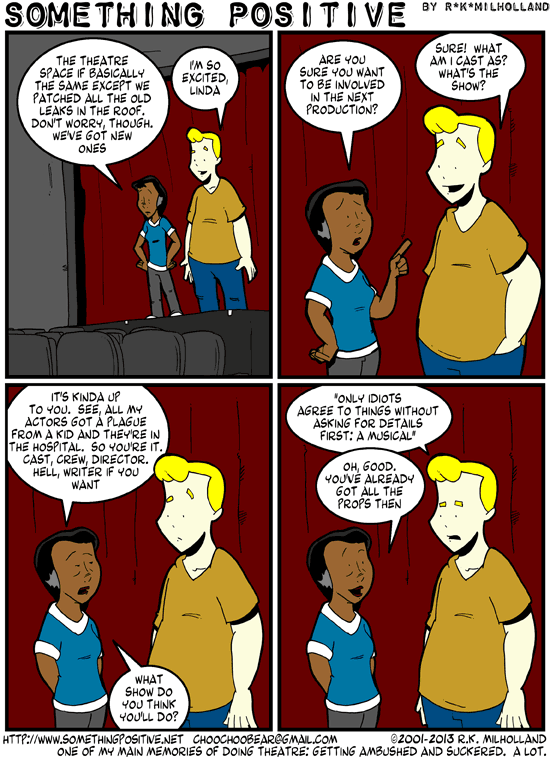 SOMETHING POSITIVE BY R*K*MILHOLLAND
THE THEATRE
SPACE IF BASICALLY
THE SAME EXCEPT WE
PATCHED ALL THE OLD
LEAKS IN THE ROOF.
DON'T WORRY, THOUGH.
WE'VE GOT NEW
ONES
I'M SO
EXCITED,
LINDA
ARE YOU
SURE YOU WANT
TO BE INVOLVED
IN THE NEXT
PRODUCTION?
SURE! WHAT
AM I CAST AS?
WHAT'S THE
SHOW?
IT'S KINDA UP
TO YOU. SEE, ALL MY
ACTORS GOT A PLAGUE
FROM A KID AND THEY'RE IN
THE HOSPITAL. SO YOU'RE IT.
CAST, CREW, DIRECTOR.
HELL, WRITER IF YOU
WANT
WHAT
SHOW DO
YOU THINK
YOU'LL DO?
"ONLY IDIOTS
AGREE TO THINGS WITHOUT
ASKING FOR DETAILS
FIRST: A MUSICAL"
OH, GOOD.
YOU'VE ALREADY
GOT ALL THE
PROPS THEN
HTTP://WWW.SOMETHINGPOSITIVE.NET CHOOCHOOBEAR@GMAIL.COM ©2001-2013 R.K. MILHOLLAND
ONE OF MY MAIN MEMORIES OF DOING THEATRE: GETTING AMBUSHED AND SUCKERED. A LOT.